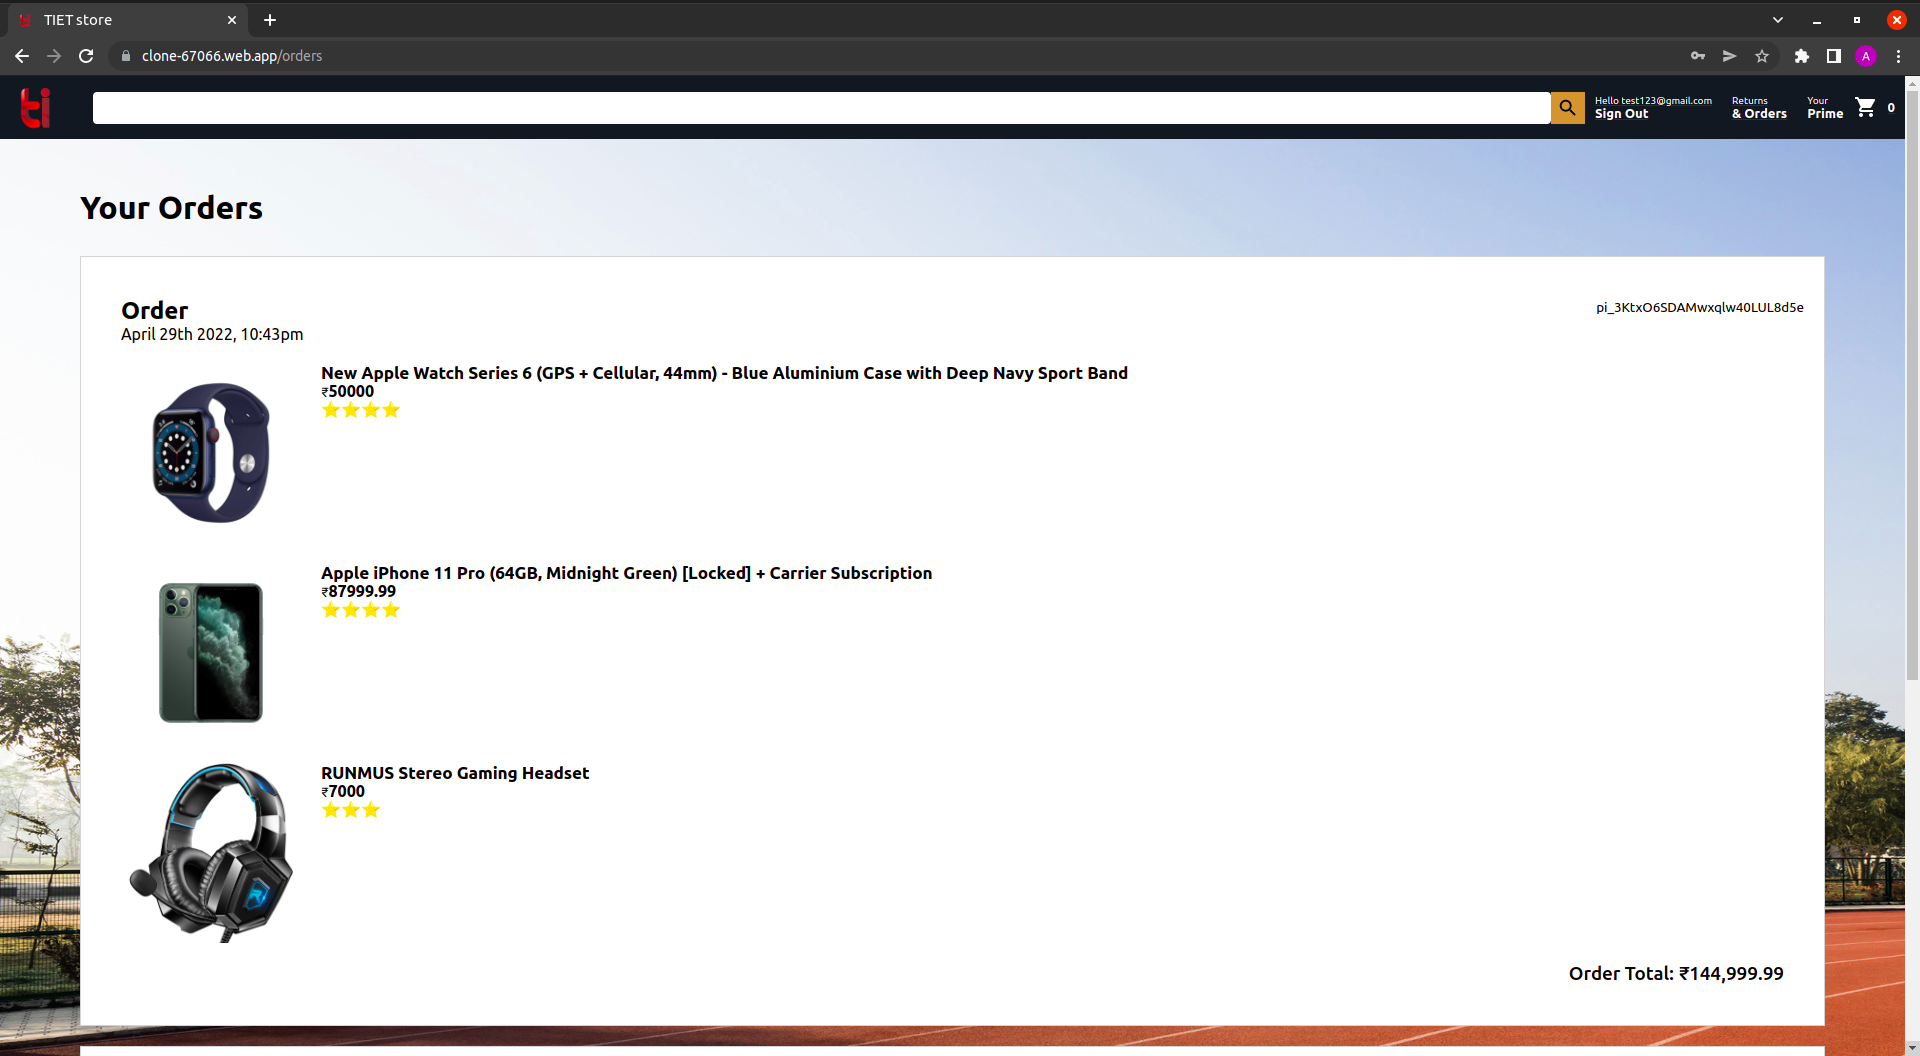 TIET store
clone-67066.web.app/orders
A
ti
Hello test123@gmail.com
Sign Out
Returns
& Orders
Your
Prime
0
Your Orders
Order
pi_3KtxO6SDAMwxqlw40LUL8d5e
April 29th 2022, 10:43pm
New Apple Watch Series 6 (GPS + Cellular, 44mm) - Blue Aluminium Case with Deep Navy Sport Band
₹50000
Apple iPhone 11 Pro (64GB, Midnight Green) [Locked] + Carrier Subscription
₹87999.99
RUNMUS Stereo Gaming Headset
₹7000
Order Total: ₹144,999.99